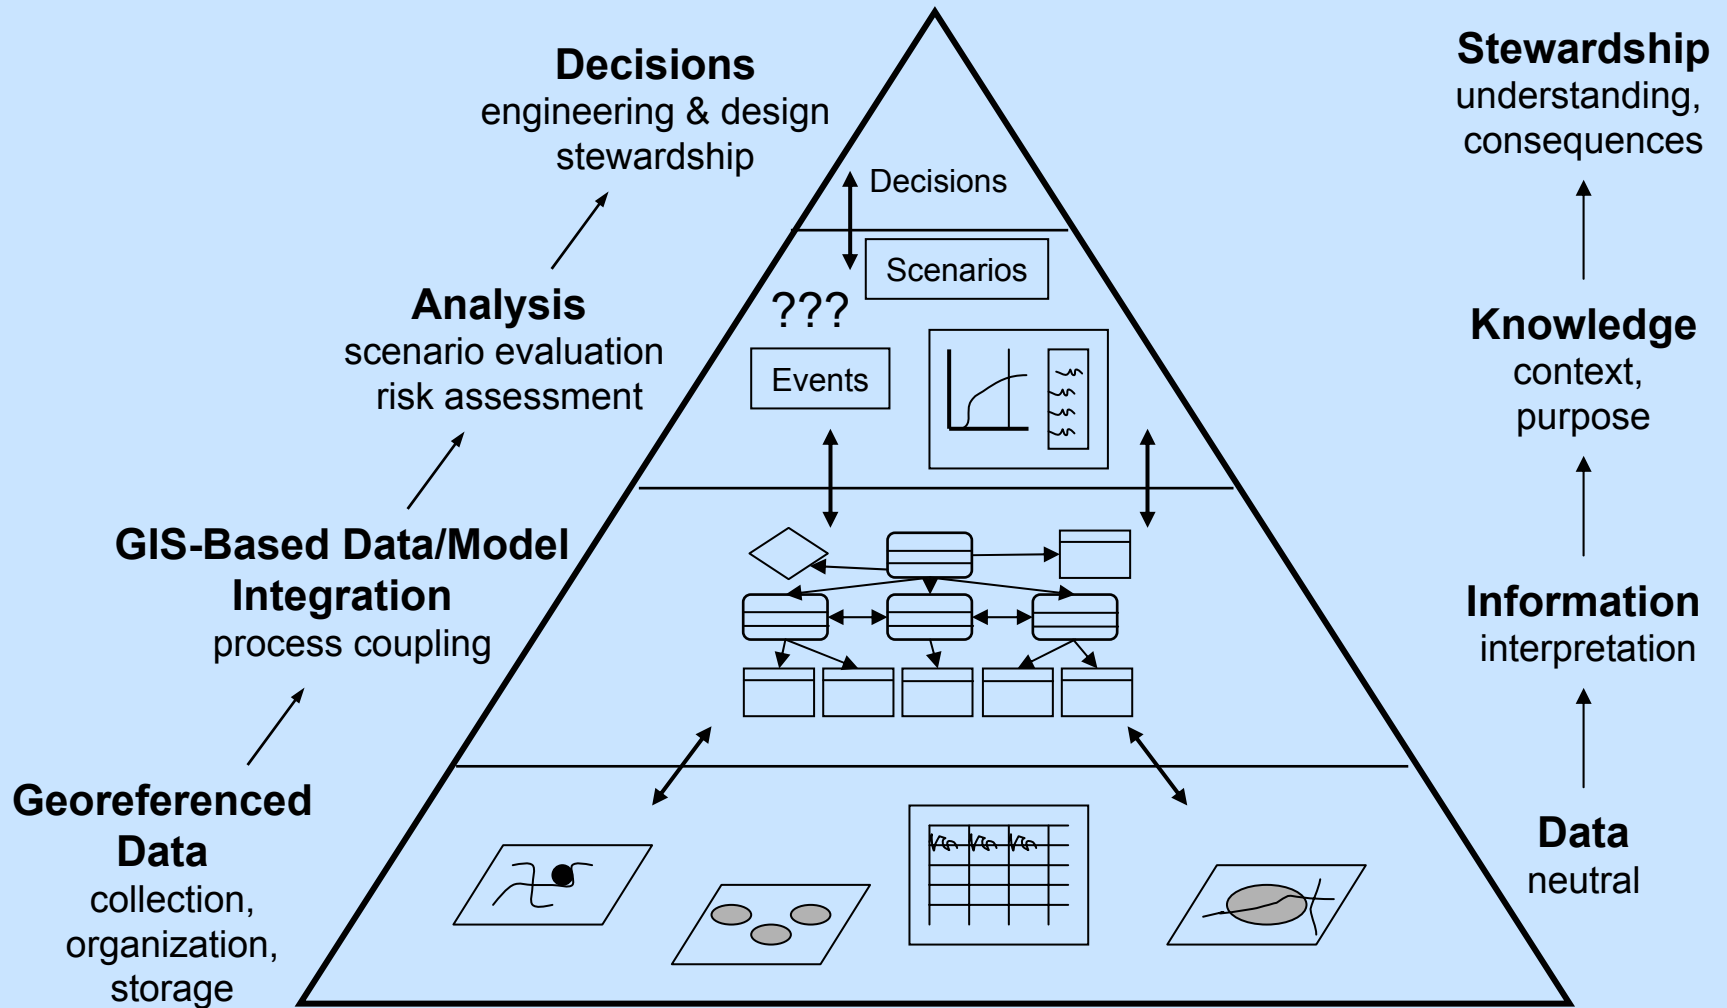 Decisions
engineering & design
stewardship
Analysis
scenario evaluation
risk assessment
GIS-Based Data/Model
Integration
process coupling
Georeferenced
Data
collection,
organization,
storage
Decisions
Scenarios
???
Events
Stewardship
understanding,
consequences
Knowledge
context,
purpose
Information
interpretation
Data
neutral